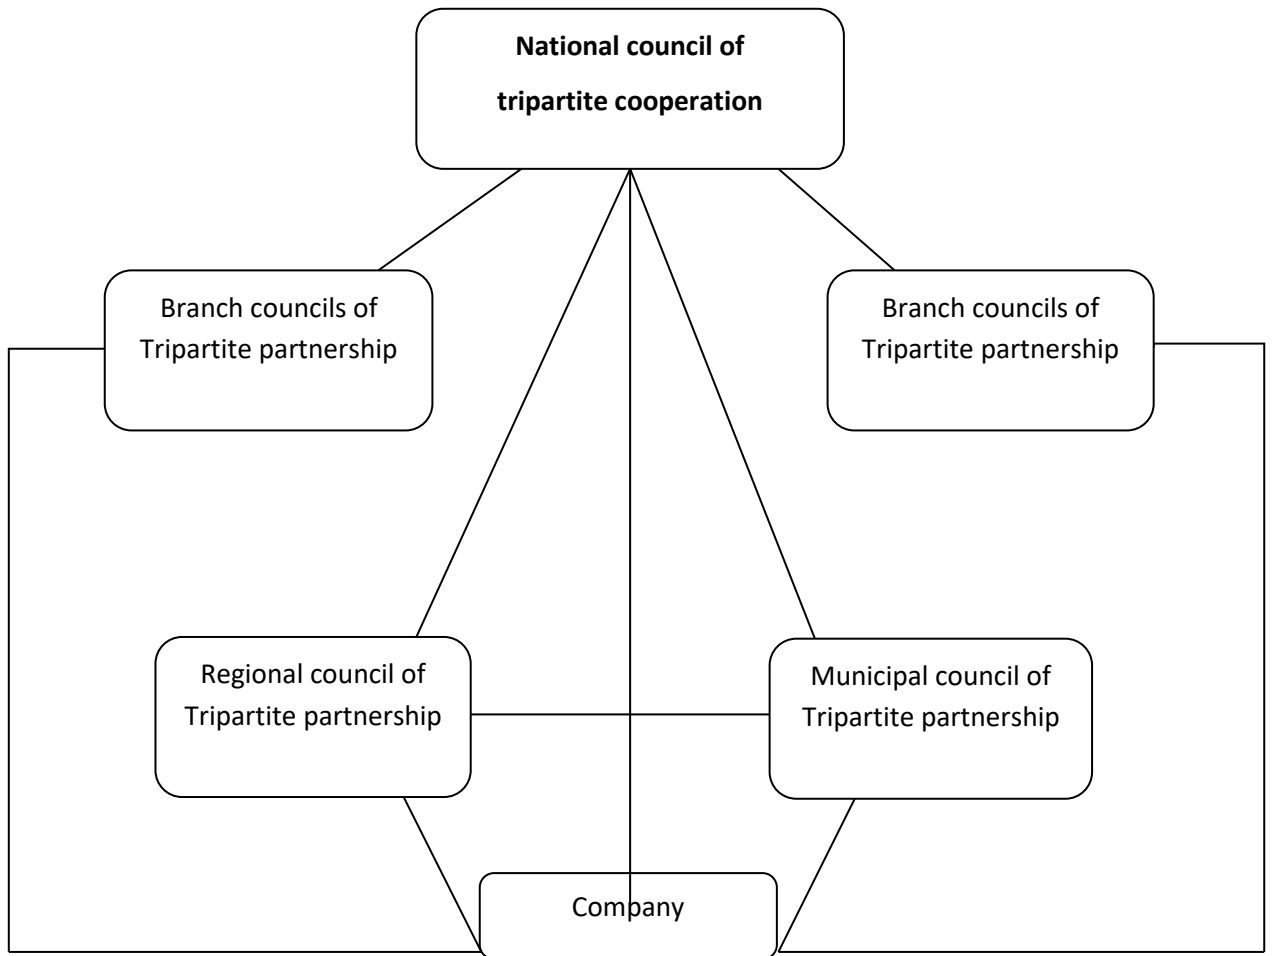 National council of
tripartite cooperation
Branch councils of
Tripartite partnership
Branch councils of
Tripartite partnership
Regional council of
Tripartite partnership
Municipal council of
Tripartite partnership
Company